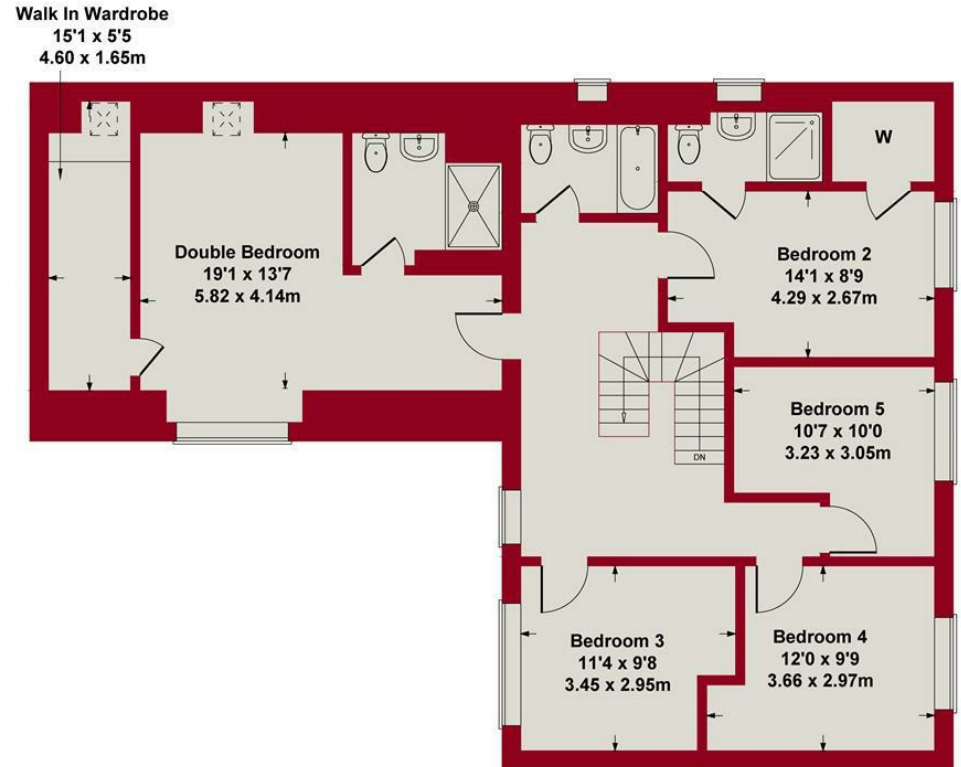 Walk In Wardrobe
15'1 x 5'5
4.60 x 1.65m
W
Double Bedroom
19'1 x 13'7
5.82 x 4.14m
Bedroom 2
14'1 x 8'9
4.29 x 2.67m
Bedroom 5
10'7 x 10'0
3.23 x 3.05m
DN
Bedroom 3
11'4 x 9'8
3.45 x 2.95m
Bedroom 4
12'0 x 9'9
3.66 x 2.97m